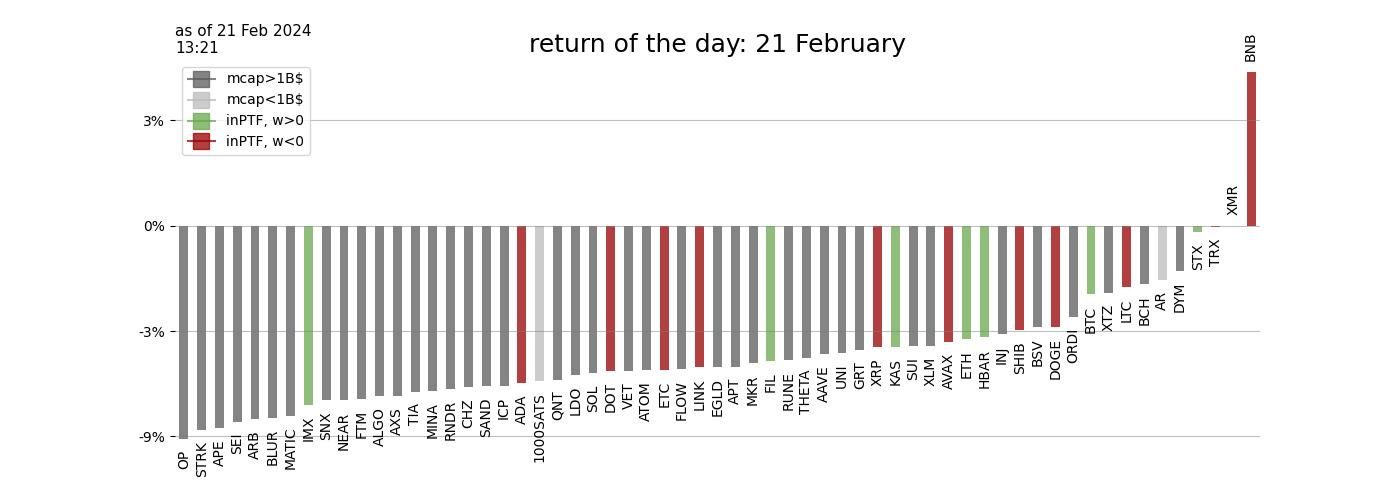 as of 21 Feb 2024
13:21
return of the day: 21 February
mcap>1B$
mcap<1B$
inPTF, w>0
inPTF, w<0
3%
0%
-3%
-9%
OP
STRK
APE
SEI
ARB
BLUR
MATIC
IMX
SNX
NEAR
FTM
ALGO
AXS
TIA
MINA
RNDR
CHZ
SAND
ICP
ADA
1000SATS
QNT
LDO
SOL
DOT
VET
ATOM
ETC
FLOW
LINK
EGLD
APT
MKR
FIL
RUNE
THETA
AAVE
UNI
GRT
XRP
KAS
SUI
XLM
AVAX
ETH
HBAR
INJ
SHIB
BSV
DOGE
ORDI
BTC
XTZ
LTC
BCH
AR
DYM
STX
TRX
XMR
BNB